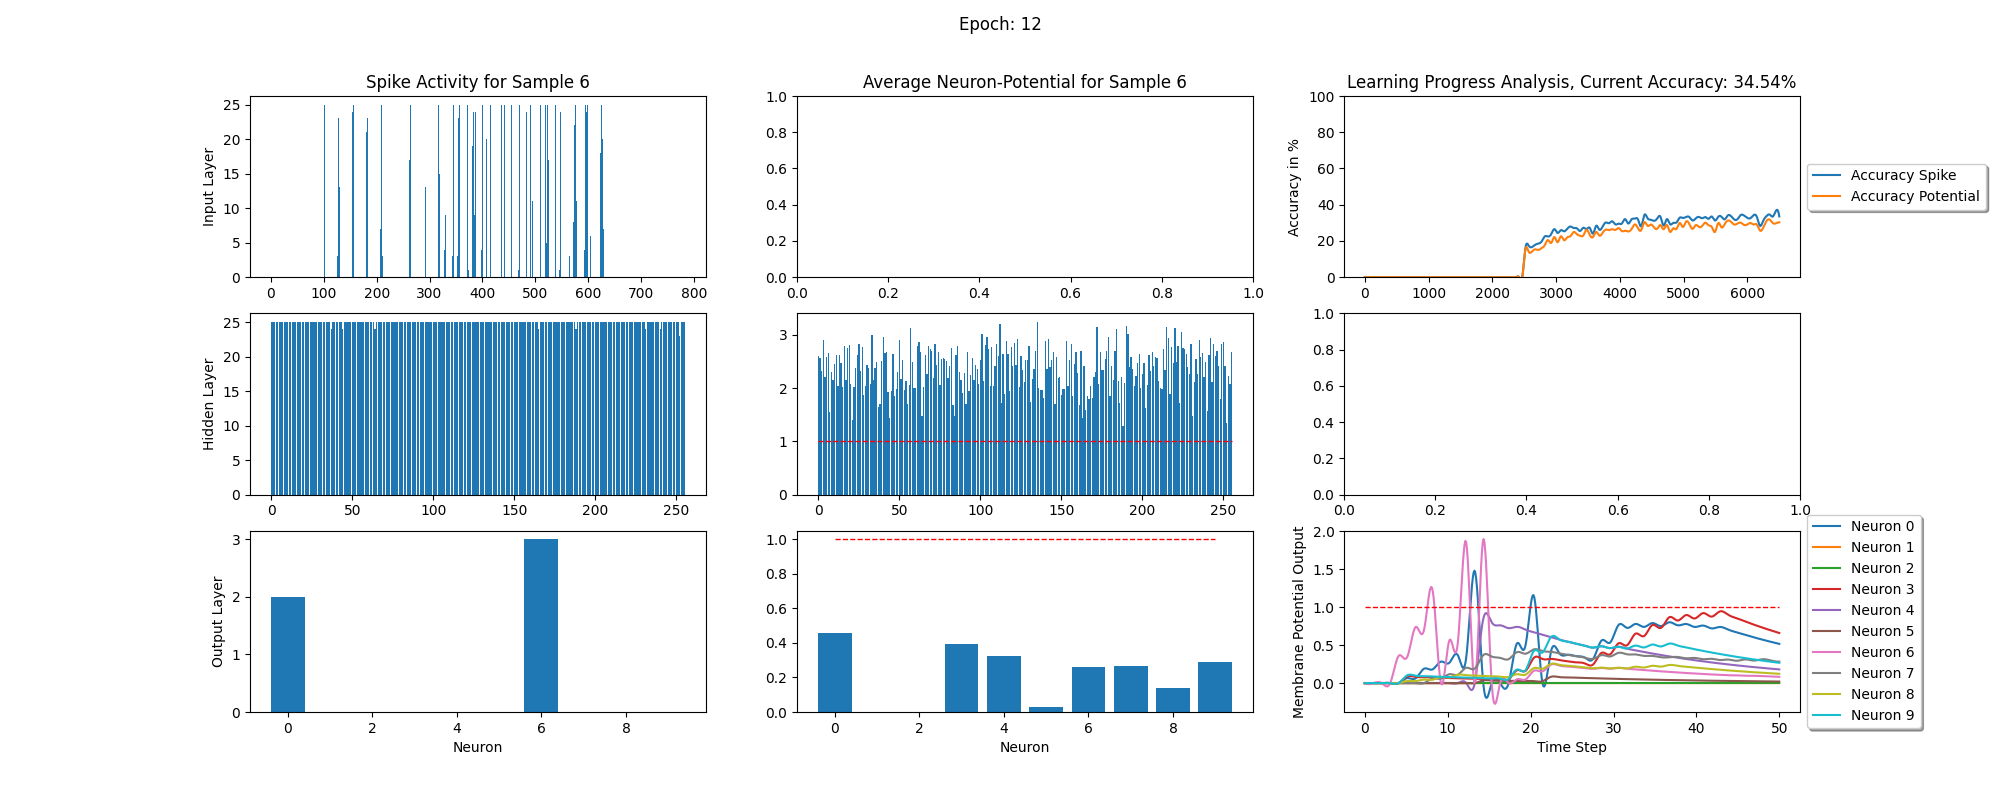 Epoch: 12
Spike Activity for Sample 6
Average Neuron-Potential for Sample 6
Learning Progress Analysis, Current Accuracy: 34.54%
Input Layer
25
20
15
10
5
0
0 100 200 300 400 500 600 700 800
1.0
0.8
0.6
0.4
0.2
0.0
0.0 0.2 0.4 0.6 0.8 1.0
Accuracy in %
100
80
60
40
20
0
0 1000 2000 3000 4000 5000 6000
Accuracy Spike
Accuracy Potential
Hidden Layer
25
20
15
10
5
0
0 50 100 150 200 250
3
2
1
0
0 50 100 150 200 250
1.0
0.8
0.6
0.4
0.2
0.0
0.0 0.2 0.4 0.6 0.8 1.0
Output Layer
3
2
1
0
0 2 4 6 8
Neuron
1.0
0.8
0.6
0.4
0.2
0.0
0 2 4 6 8
Neuron
Membrane Potential Output
2.0
1.5
1.0
0.5
0.0
0 10 20 30 40 50
Time Step
Neuron 0
Neuron 1
Neuron 2
Neuron 3
Neuron 4
Neuron 5
Neuron 6
Neuron 7
Neuron 8
Neuron 9